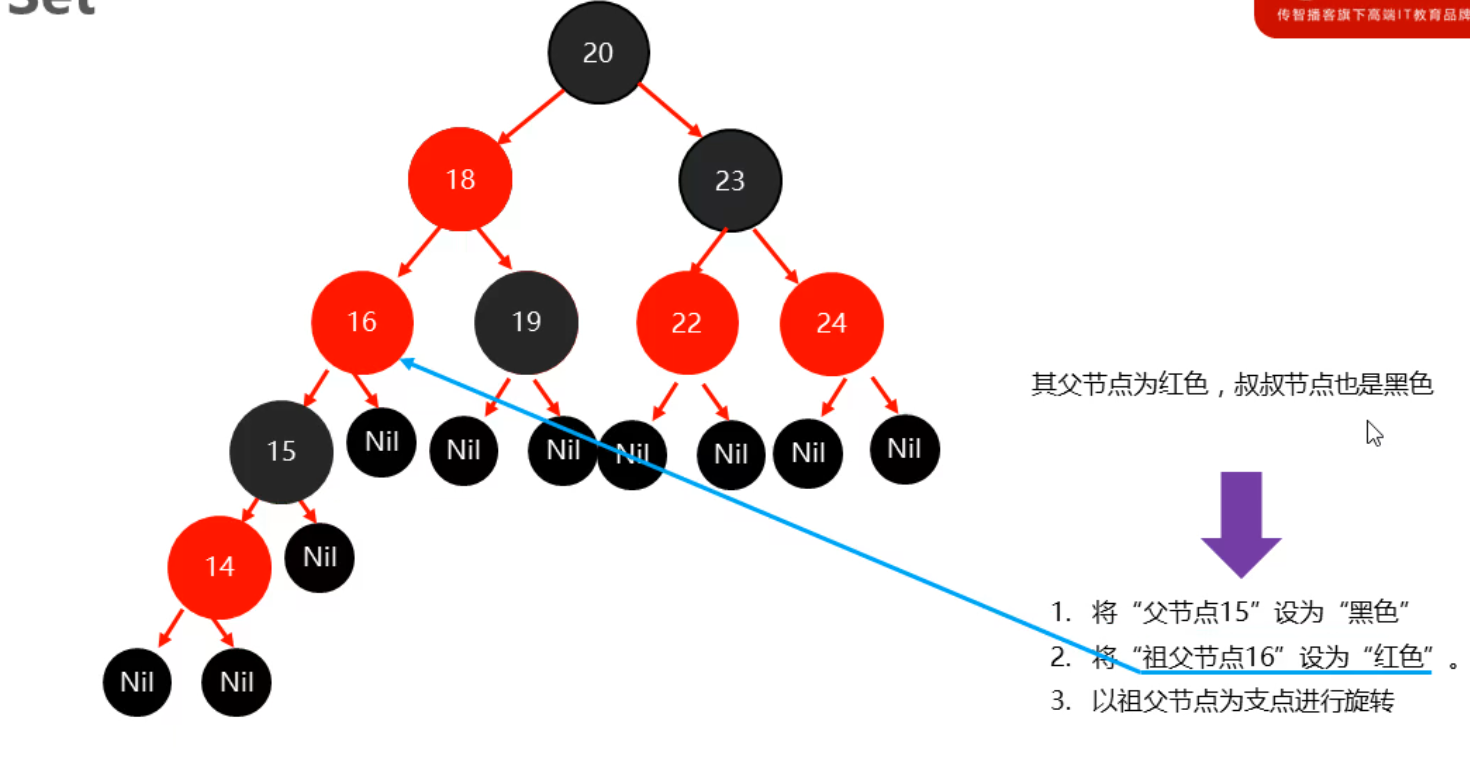 Set
传智播客旗下高端IT教育品牌
20
18
23
16
19
22
24
15
Nil
Nil
Nil
Nil
Nil
Nil
Nil
14
Nil
Nil
Nil
其父节点为红色，叔叔节点也是黑色
1. 将“父节点15”设为“黑色”
2. 将“祖父节点16”设为“红色”。
3. 以祖父节点为支点进行旋转